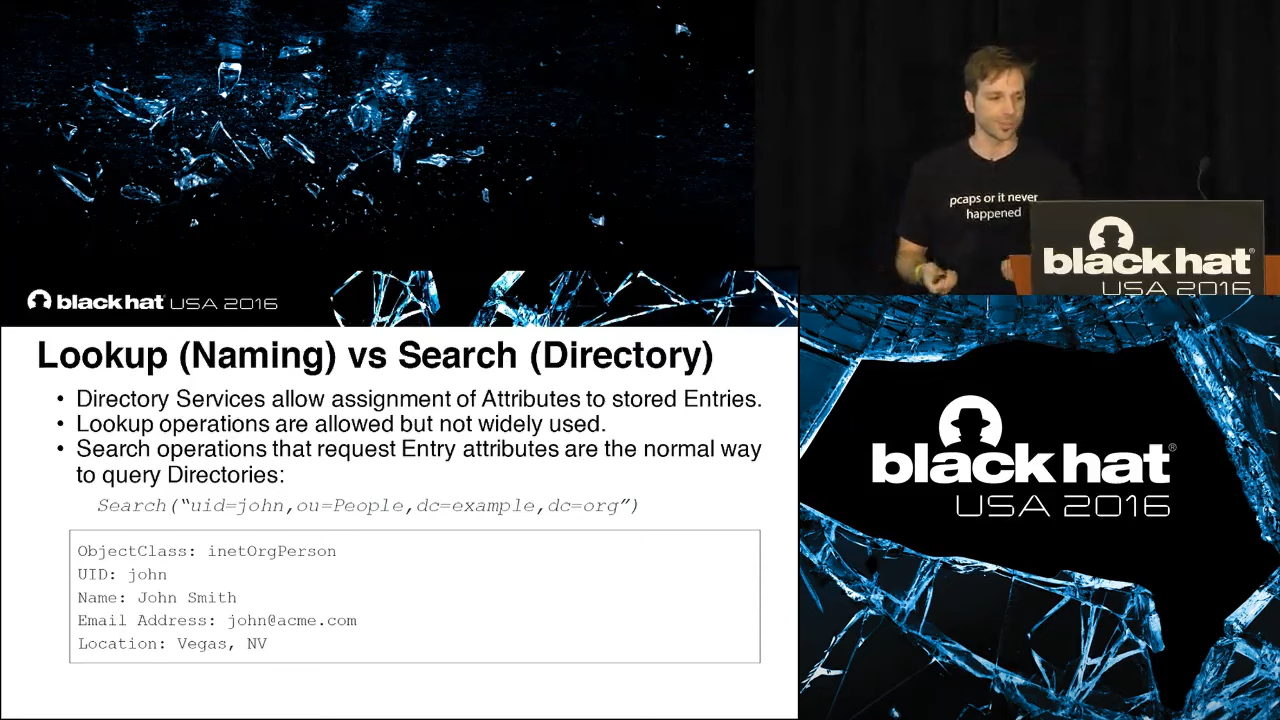 pcaps or it never
happened
black hat®
USA 2016
black hat USA 2016
Lookup (Naming) vs Search (Directory)
• Directory Services allow assignment of Attributes to stored Entries.
• Lookup operations are allowed but not widely used.
• Search operations that request Entry attributes are the normal way
to query Directories:
Search(“uid=john,ou=People,dc=example,dc=org”)
ObjectClass: inetOrgPerson
UID: john
Name: John Smith
Email Address: john@acme.com
Location: Vegas, NV
black hat®
USA 2016